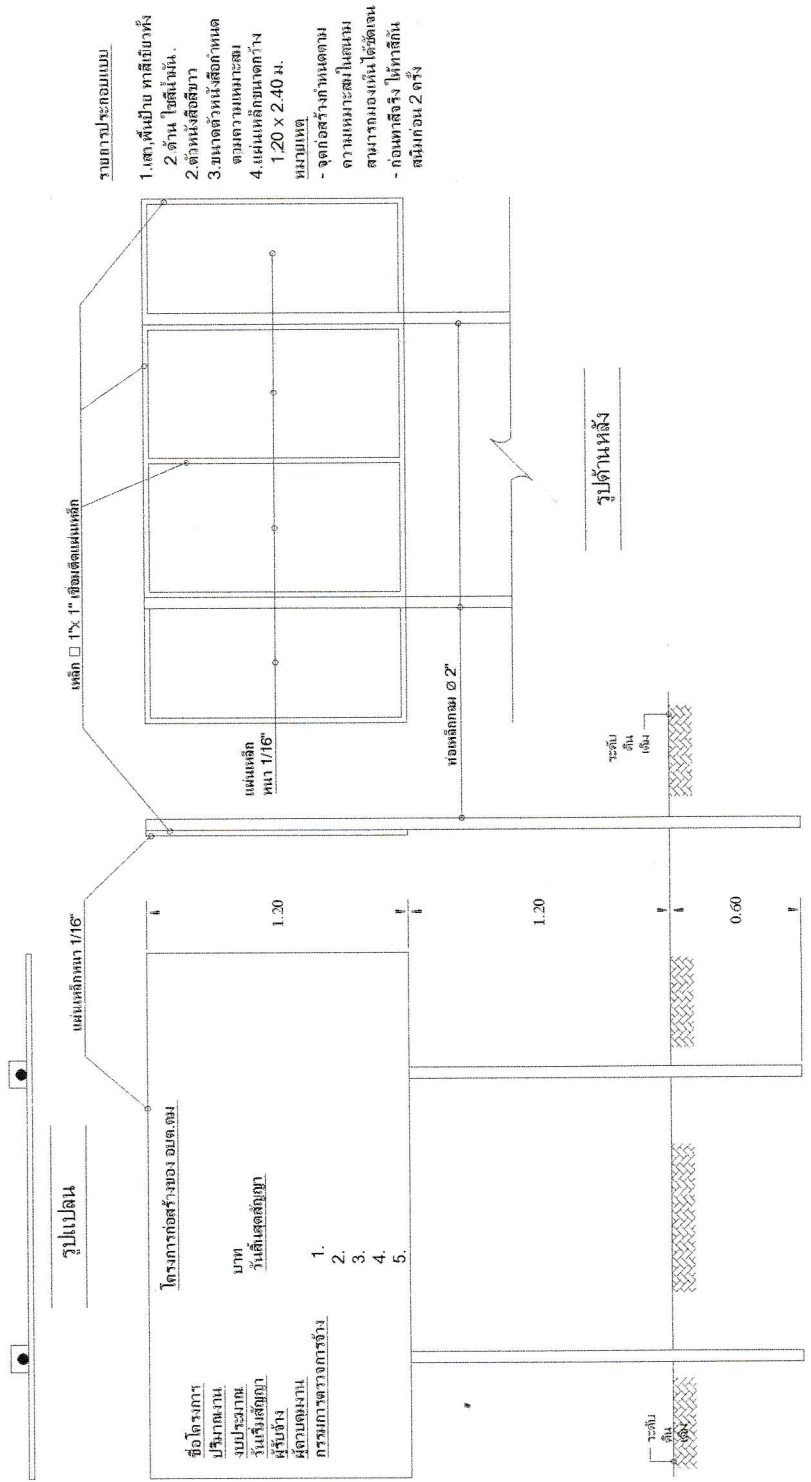 รูปแปลน
แผ่นเหล็กหนา 1/16"
เหล็ก □ 1"x 1" เชื่อมติดแผ่นเหล็ก
โครงการก่อสร้างของ อบต.ตม
ชื่อโครงการ
ปริมาณงาน
งบประมาณ บาท
วันเริ่มสัญญา วันสิ้นสุดสัญญา
ผู้รับจ้าง
ผู้ควบคุมงาน
กรรมการตรวจการจ้าง 1.
2.
3.
4.
5.
1.20
1.20
0.60
ระดับ
ดิน
เดิม
แผ่นเหล็ก
หนา 1/16"
ท่อเหล็กกลม Ø 2"
ระดับ
ดิน
เดิม
รูปด้านหลัง
รายการประกอบแบบ
1.เสา,พื้นป้าย ทาสีเขียวทั้ง
2.ด้าน ใช้สีน้ำมัน .
2.ตัวหนังสือสีขาว
3.ขนาดตัวหนังสือกำหนด
ตามความเหมาะสม
4.แผ่นเหล็กขนาดกว้าง
1.20 x 2.40 ม.
หมายเหตุ
- จุดก่อสร้างกำหนดตาม
ความเหมาะสมในสนาม
สามารถมองเห็นได้ชัดเจน
- ก่อนทาสีจริง ให้ทาสีกัน
สนิมก่อน 2 ครั้ง